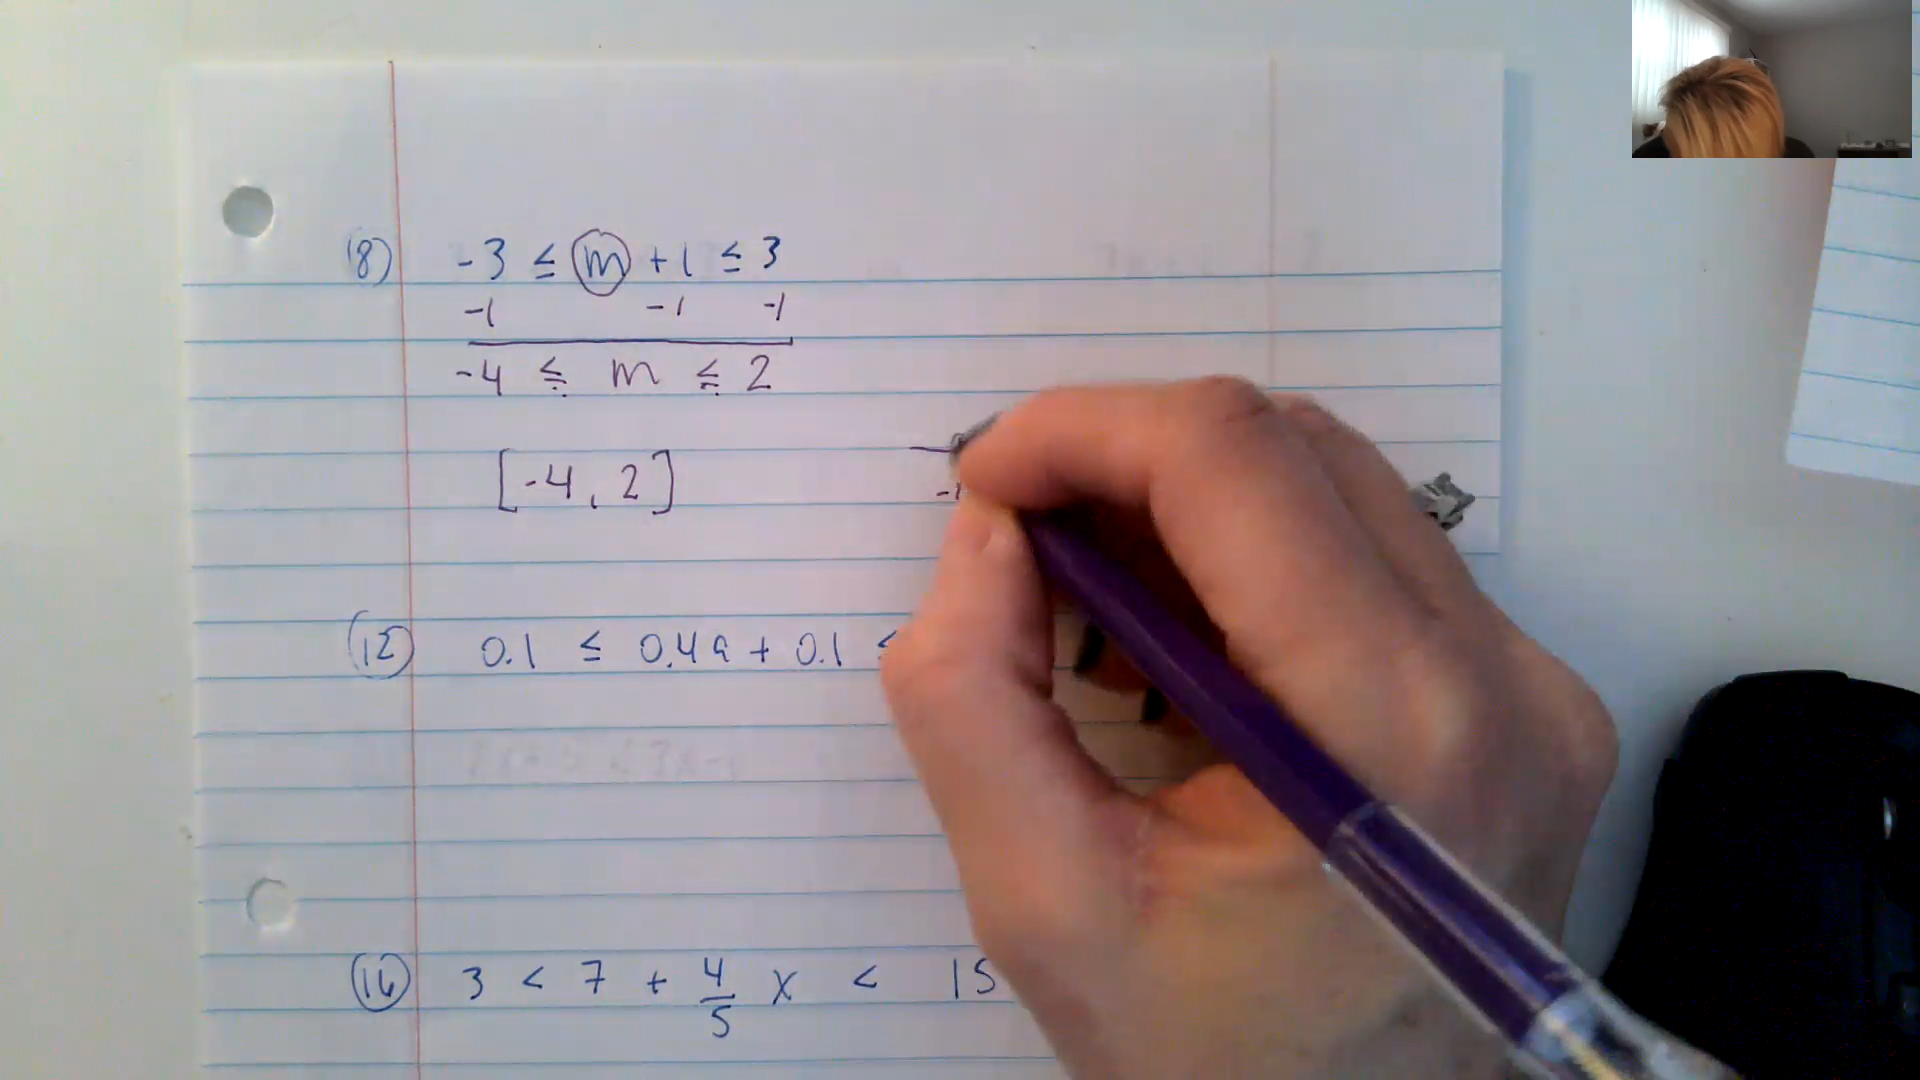 (8) -3 ≤ m + 1 ≤ 3
-1 -1 -1
-4 ≤ m ≤ 2
[-4, 2]
(12) 0.1 ≤ 0.4a + 0.1 ≤
(16) 3 < 7 + 4/5 x < 15